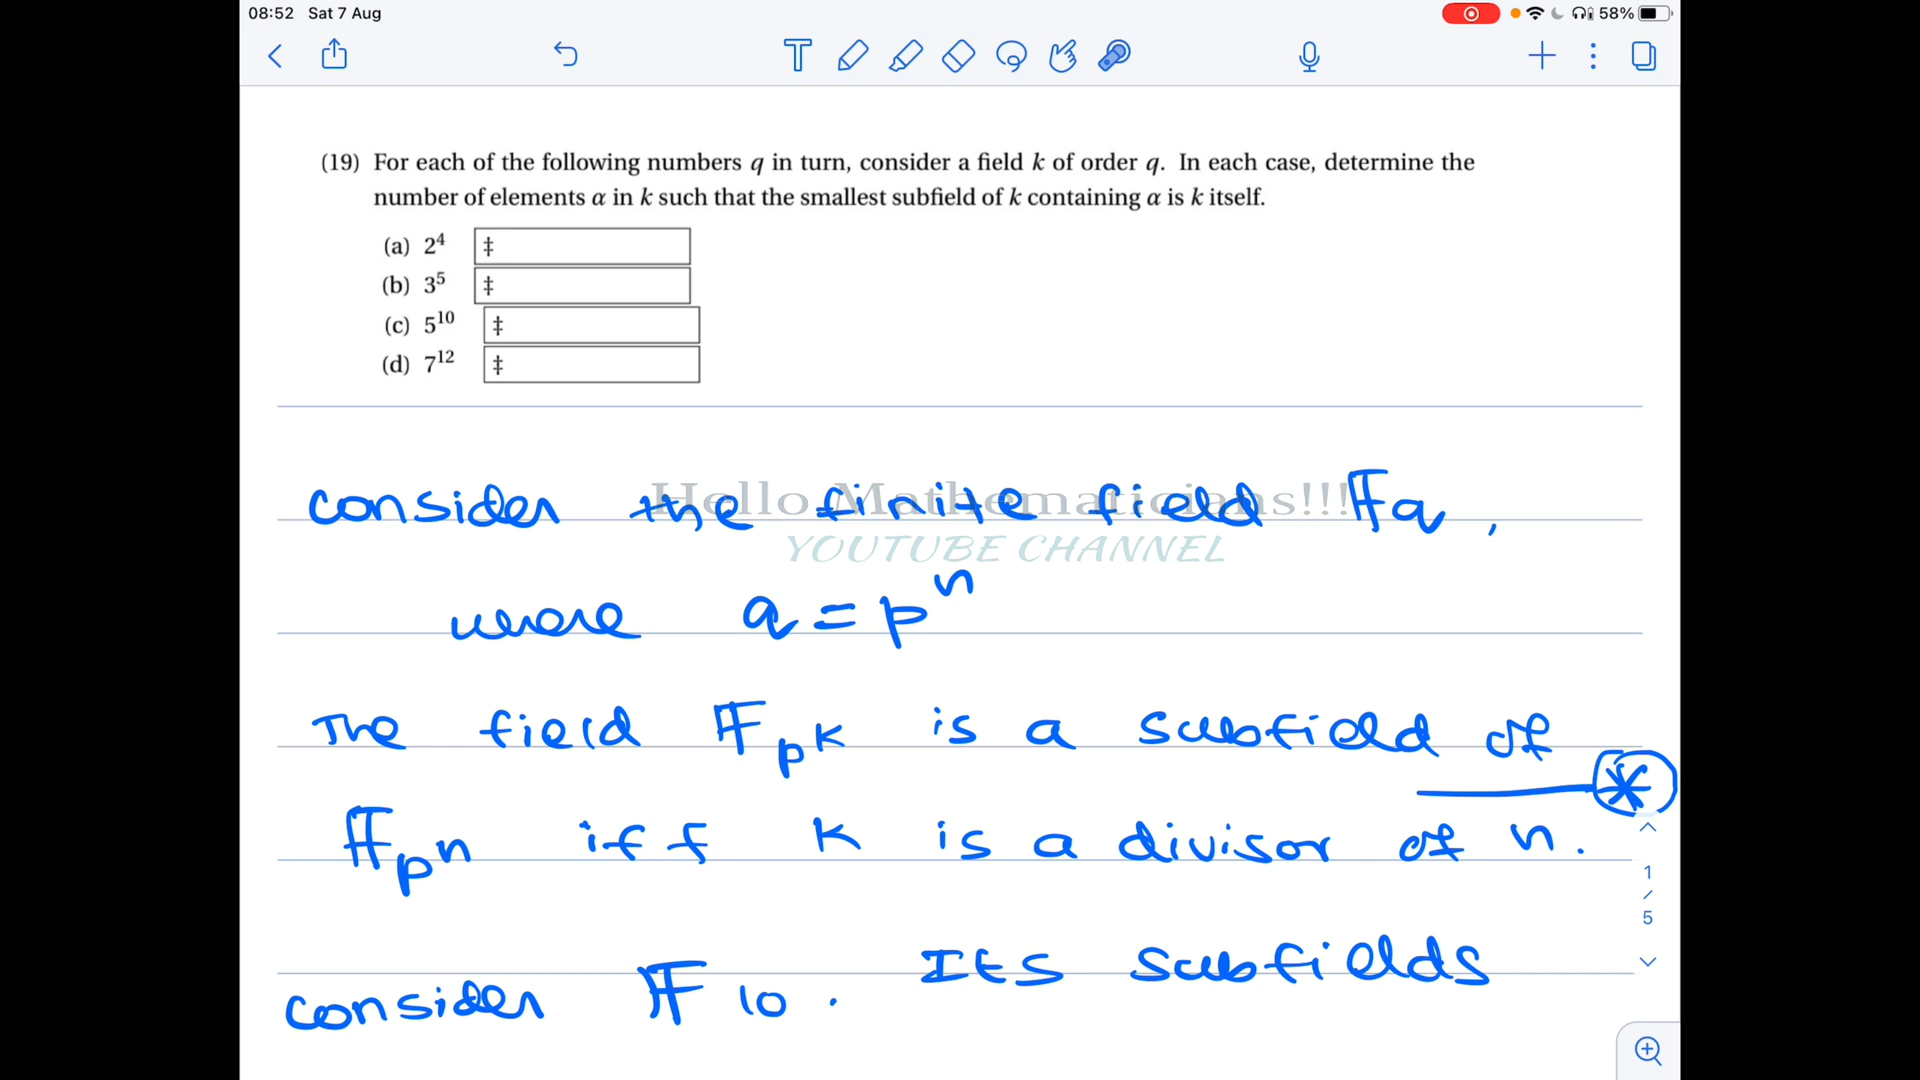 08:52 Sat 7 Aug 58%
(19) For each of the following numbers q in turn, consider a field k of order q. In each case, determine the
number of elements α in k such that the smallest subfield of k containing α is k itself.
(a) 2⁴ ‡
(b) 3⁵ ‡
(c) 5¹⁰ ‡
(d) 7¹² ‡
Hello Mathematicians!!!
YOUTUBE CHANNEL
consider the finite field 𝔽q,
where q = pⁿ
The field 𝔽pk is a subfield of
⊛
𝔽pn iff k is a divisor of n.
consider 𝔽10. Its subfields
1
/
5